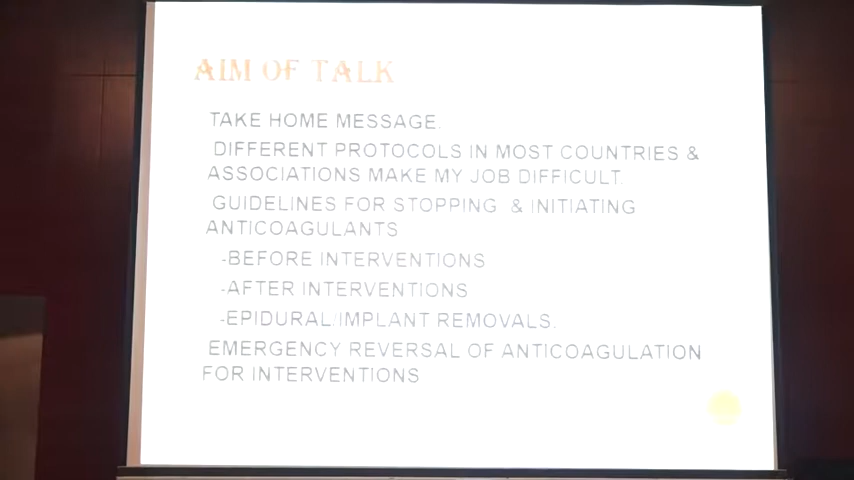 AIM OF TALK
TAKE HOME MESSAGE.
DIFFERENT PROTOCOLS IN MOST COUNTRIES &
ASSOCIATIONS MAKE MY JOB DIFFICULT.
GUIDELINES FOR STOPPING & INITIATING
ANTICOAGULANTS
-BEFORE INTERVENTIONS
-AFTER INTERVENTIONS
-EPIDURAL/IMPLANT REMOVALS.
EMERGENCY REVERSAL OF ANTICOAGULATION
FOR INTERVENTIONS